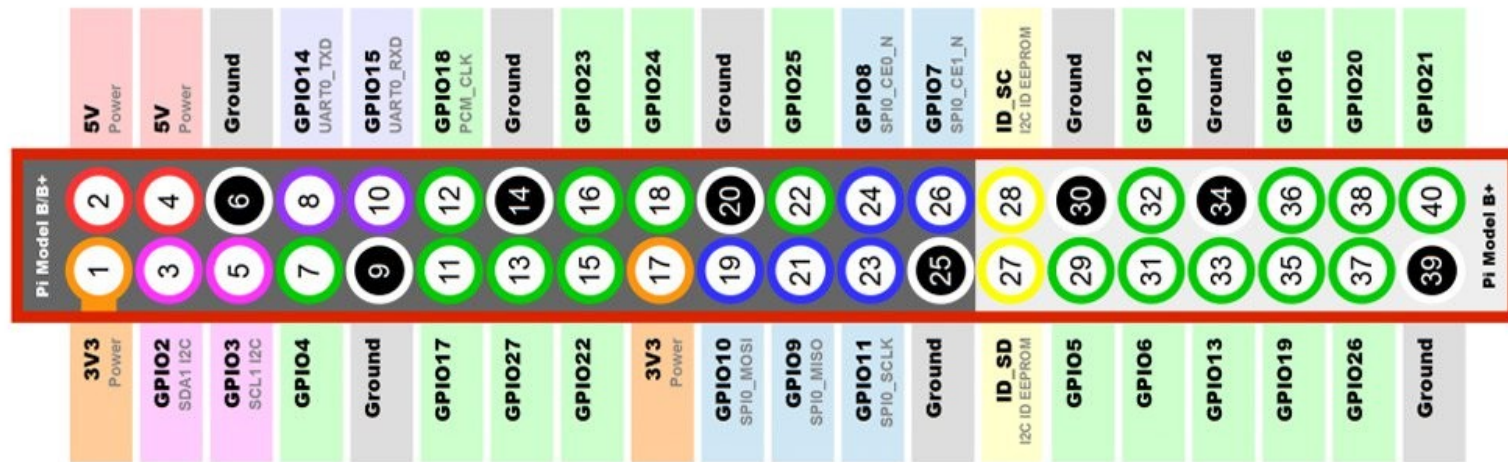 5V
Power
5V
Power
Ground
GPIO14
UART0_TXD
GPIO15
UART0_RXD
GPIO18
PCM_CLK
Ground
GPIO23
GPIO24
Ground
GPIO25
GPIO8
SPI0_CE0_N
GPIO7
SPI0_CE1_N
ID_SC
I2C ID EEPROM
Ground
GPIO12
Ground
GPIO16
GPIO20
GPIO21
Pi Model B/B+
2 4 6 8 10 12 14 16 18 20 22 24 26 28 30 32 34 36 38 40
1 3 5 7 9 11 13 15 17 19 21 23 25 27 29 31 33 35 37 39
Pi Model B+
3V3
Power
GPIO2
SDA1 I2C
GPIO3
SCL1 I2C
GPIO4
Ground
GPIO17
GPIO27
GPIO22
3V3
Power
GPIO10
SPI0_MOSI
GPIO9
SPI0_MISO
GPIO11
SPI0_SCLK
Ground
ID_SD
I2C ID EEPROM
GPIO5
GPIO6
GPIO13
GPIO19
GPIO26
Ground